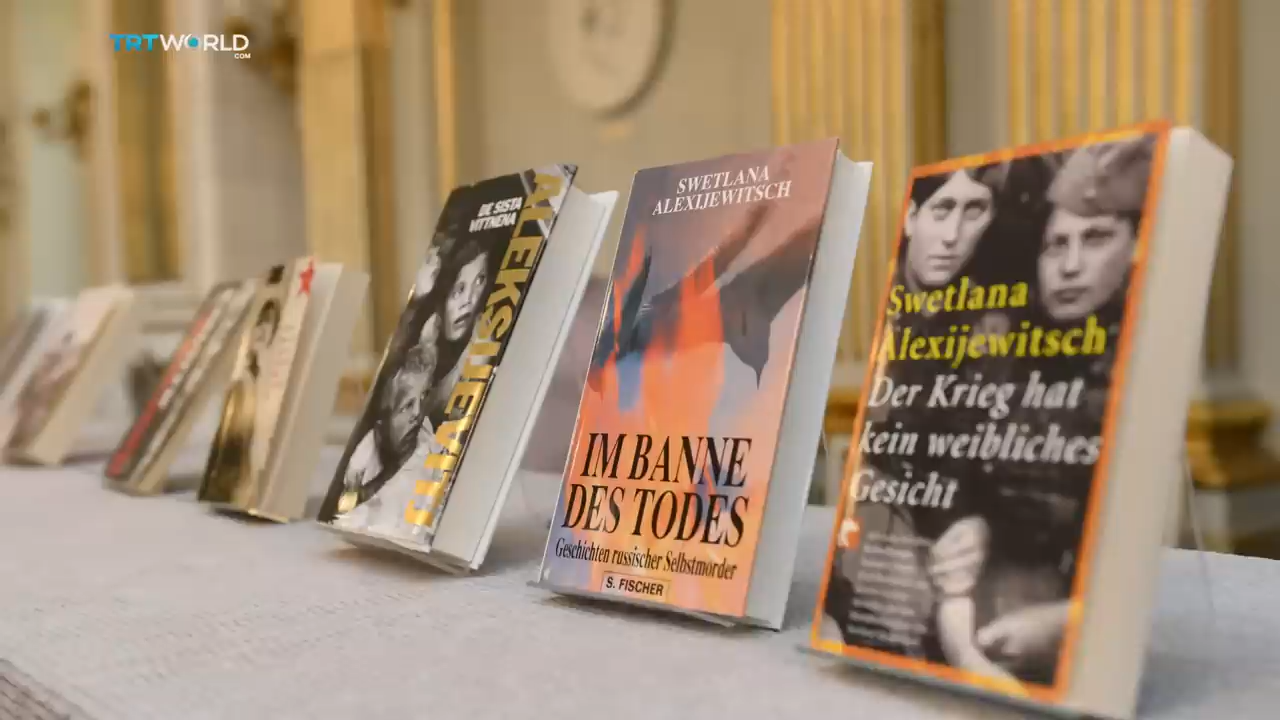 TRTWORLD
.COM
DE SISTA
VITTNENA
ALEKSIJEVITJ
SWETLANA
ALEXIJEWITSCH
IM BANNE
DES TODES
Geschichten russischer Selbstmörder
S. FISCHER
Swetlana
Alexijewitsch
Der Krieg hat
kein weibliches
Gesicht